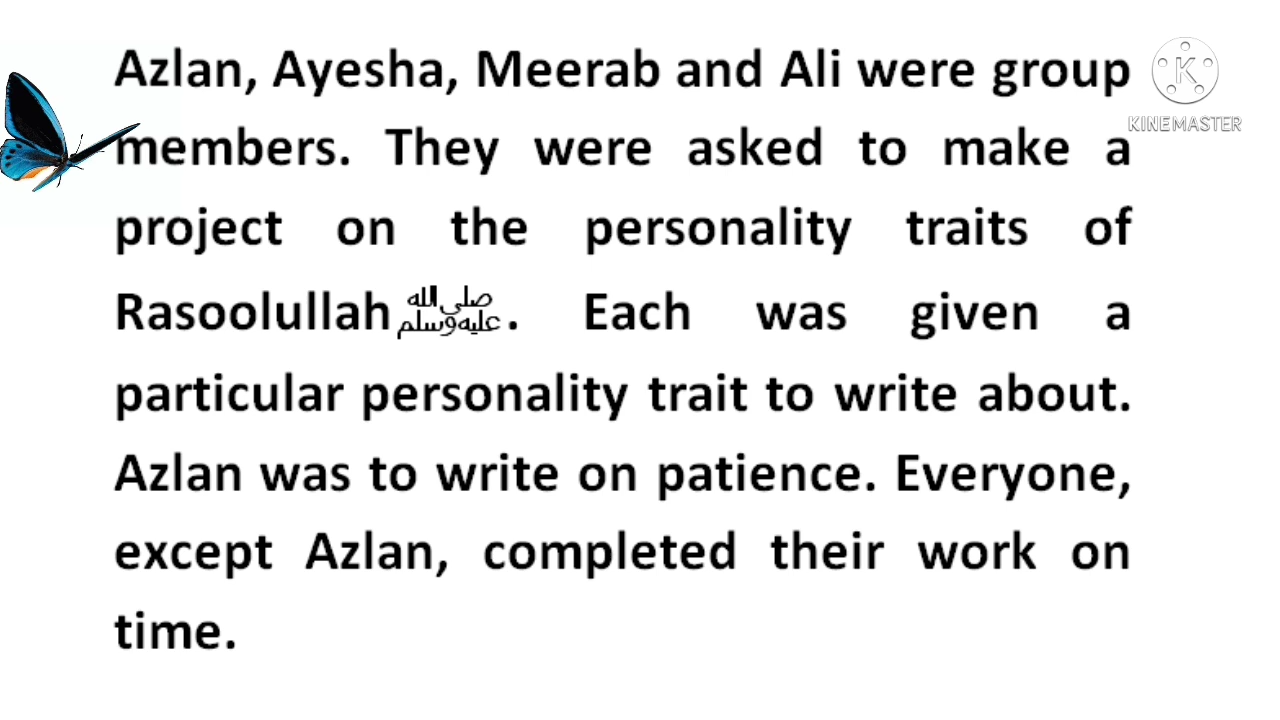 Azlan, Ayesha, Meerab and Ali were group
members. They were asked to make a
project on the personality traits of
Rasoolullah صلى الله عليه وسلم. Each was given a
particular personality trait to write about.
Azlan was to write on patience. Everyone,
except Azlan, completed their work on
time.
K
KINEMASTER